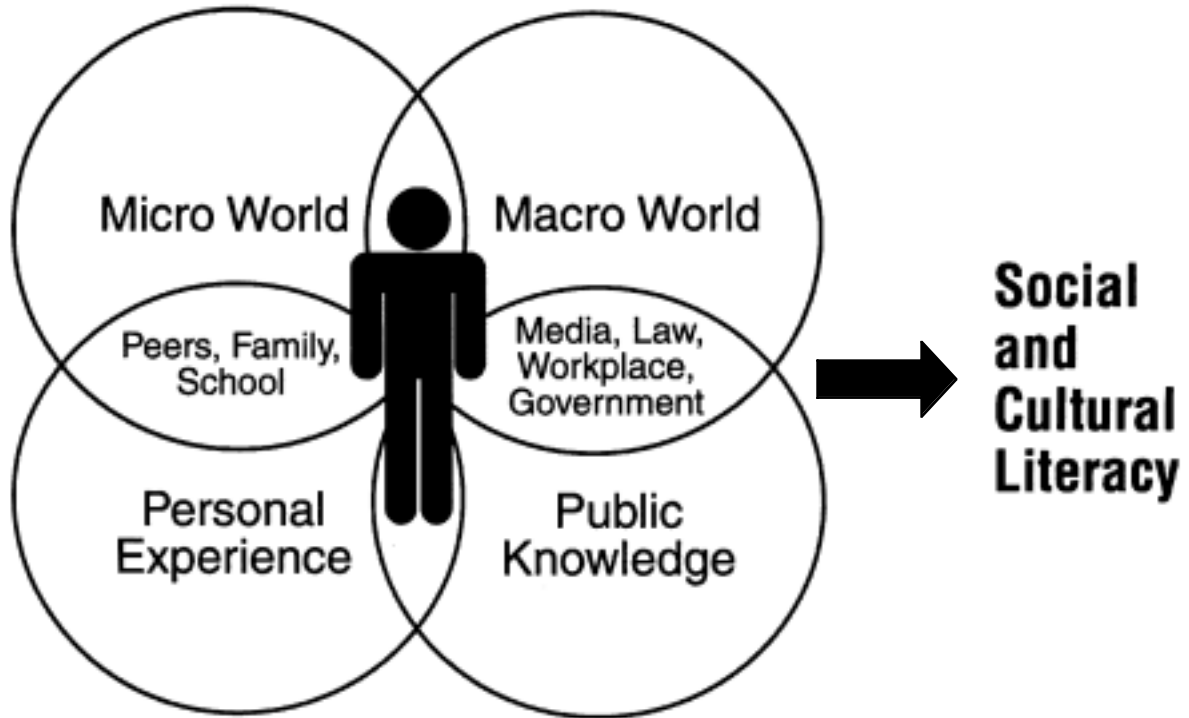 Micro World
Macro World
Peers, Family,
School
Media, Law,
Workplace,
Government
Personal
Experience
Public
Knowledge
Social
and
Cultural
Literacy